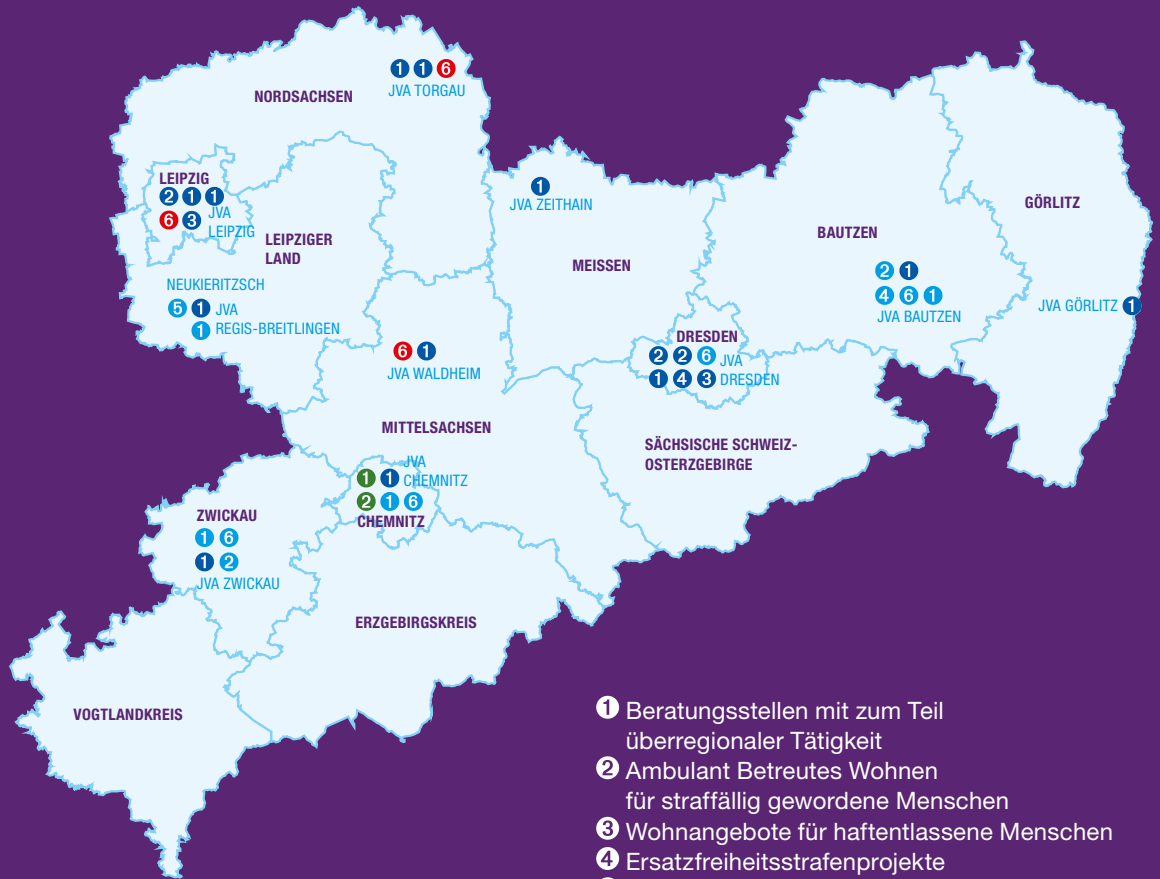 1 1 6
JVA TORGAU
NORDSACHSEN
LEIPZIG
2 1 1
6 3 JVA
LEIPZIG
LEIPZIGER
LAND
1
JVA ZEITHAIN
MEISSEN
GÖRLITZ
BAUTZEN
2 1
4 6 1
JVA BAUTZEN
JVA GÖRLITZ 1
NEUKIERITZSCH
5 1 JVA
1 REGIS-BREITLINGEN
6 1
JVA WALDHEIM
DRESDEN
2 2 6 JVA
1 4 3 DRESDEN
MITTELSACHSEN
SÄCHSISCHE SCHWEIZ-
OSTERZGEBIRGE
JVA
1 1 CHEMNITZ
2 1 6
CHEMNITZ
ZWICKAU
1 6
1 2
JVA ZWICKAU
ERZGEBIRGSKREIS
VOGTLANDKREIS
1 Beratungsstellen mit zum Teil
überregionaler Tätigkeit
2 Ambulant Betreutes Wohnen
für straffällig gewordene Menschen
3 Wohnangebote für haftentlassene Menschen
4 Ersatzfreiheitsstrafenprojekte